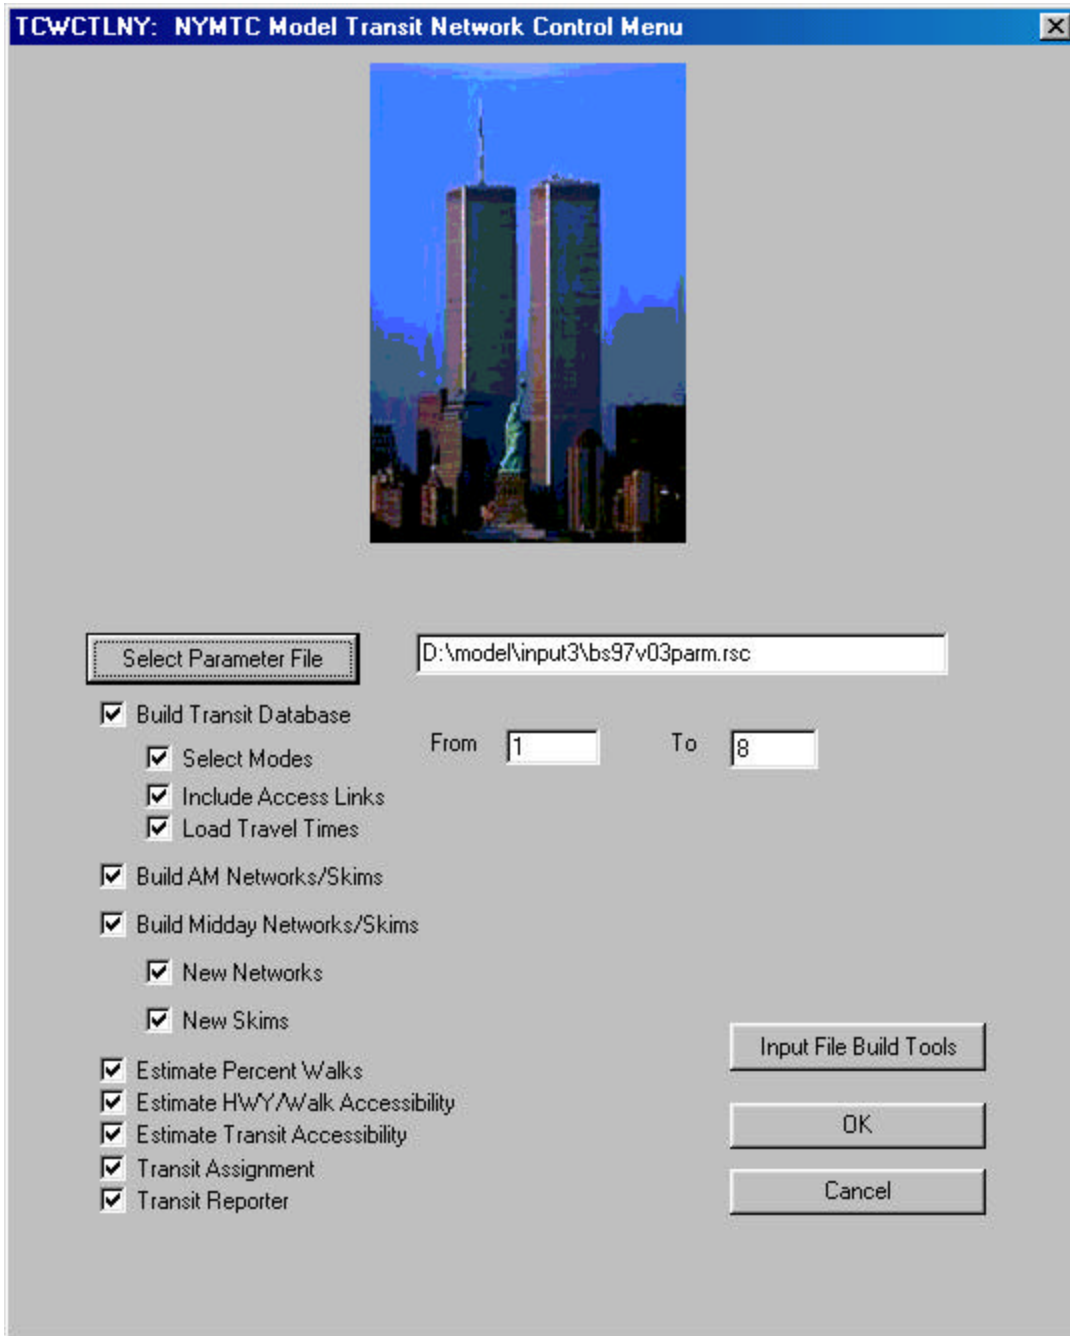 TCWCTLNY: NYMTC Model Transit Network Control Menu
Select Parameter File
D:\model\input3\bs97v03parm.rsc
Build Transit Database
From 1 To 8
Select Modes
Include Access Links
Load Travel Times
Build AM Networks/Skims
Build Midday Networks/Skims
New Networks
New Skims
Input File Build Tools
Estimate Percent Walks
Estimate HWY/Walk Accessibility
OK
Estimate Transit Accessibility
Transit Assignment
Cancel
Transit Reporter